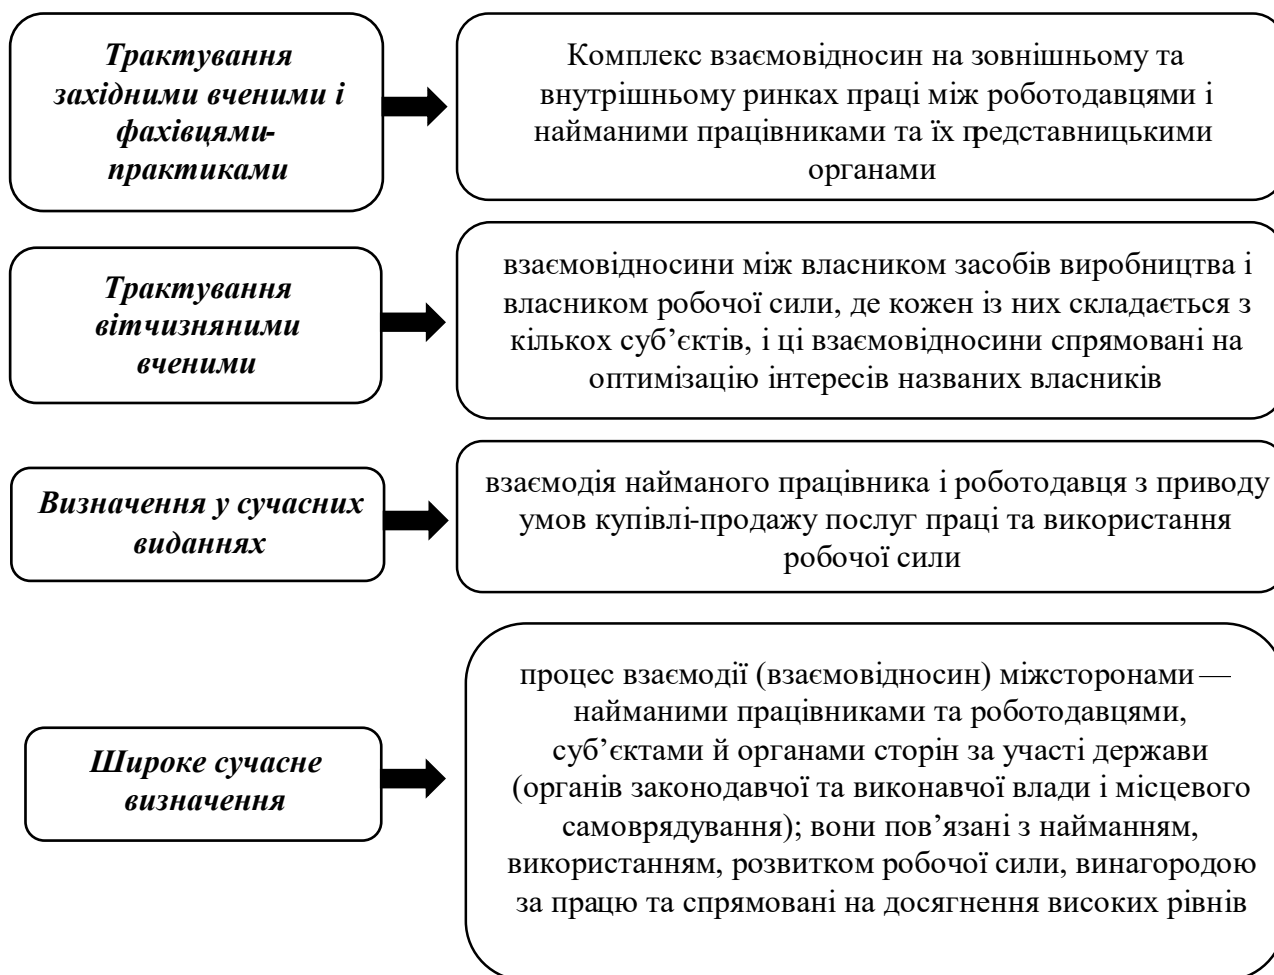 Трактування
західними вченими і
фахівцями-
практиками
Комплекс взаємовідносин на зовнішньому та
внутрішньому ринках праці між роботодавцями і
найманими працівниками та їх представницькими
органами
Трактування
вітчизняними
вченими
взаємовідносини між власником засобів виробництва і
власником робочої сили, де кожен із них складається з
кількох суб’єктів, і ці взаємовідносини спрямовані на
оптимізацію інтересів названих власників
Визначення у сучасних
виданнях
взаємодія найманого працівника і роботодавця з приводу
умов купівлі-продажу послуг праці та використання
робочої сили
Широке сучасне
визначення
процес взаємодії (взаємовідносин) міжсторонами —
найманими працівниками та роботодавцями,
суб’єктами й органами сторін за участі держави
(органів законодавчої та виконавчої влади і місцевого
самоврядування); вони пов’язані з найманням,
використанням, розвитком робочої сили, винагородою
за працю та спрямовані на досягнення високих рівнів